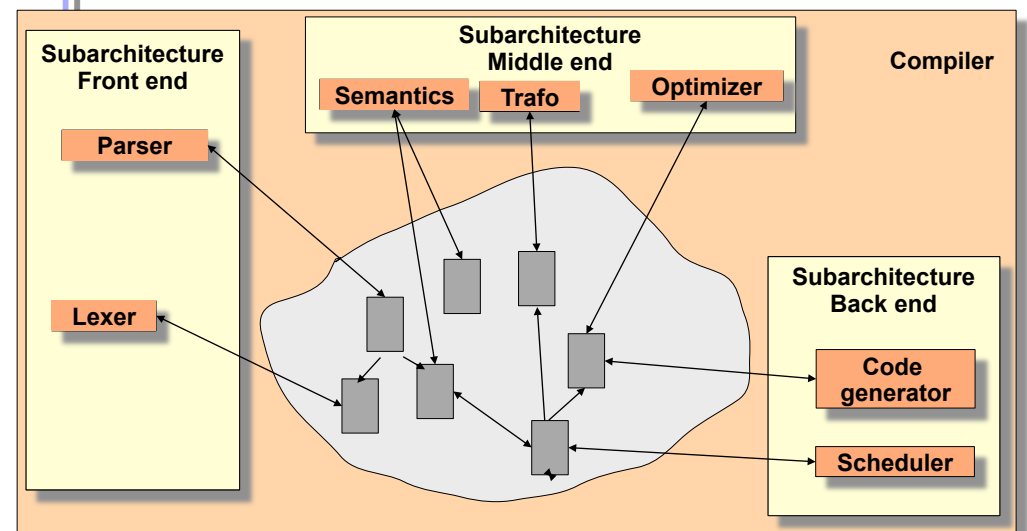 Subarchitecture
Front end
Parser
Lexer
Subarchitecture
Middle end
Semantics
Trafo
Optimizer
Compiler
Subarchitecture
Back end
Code
generator
Scheduler